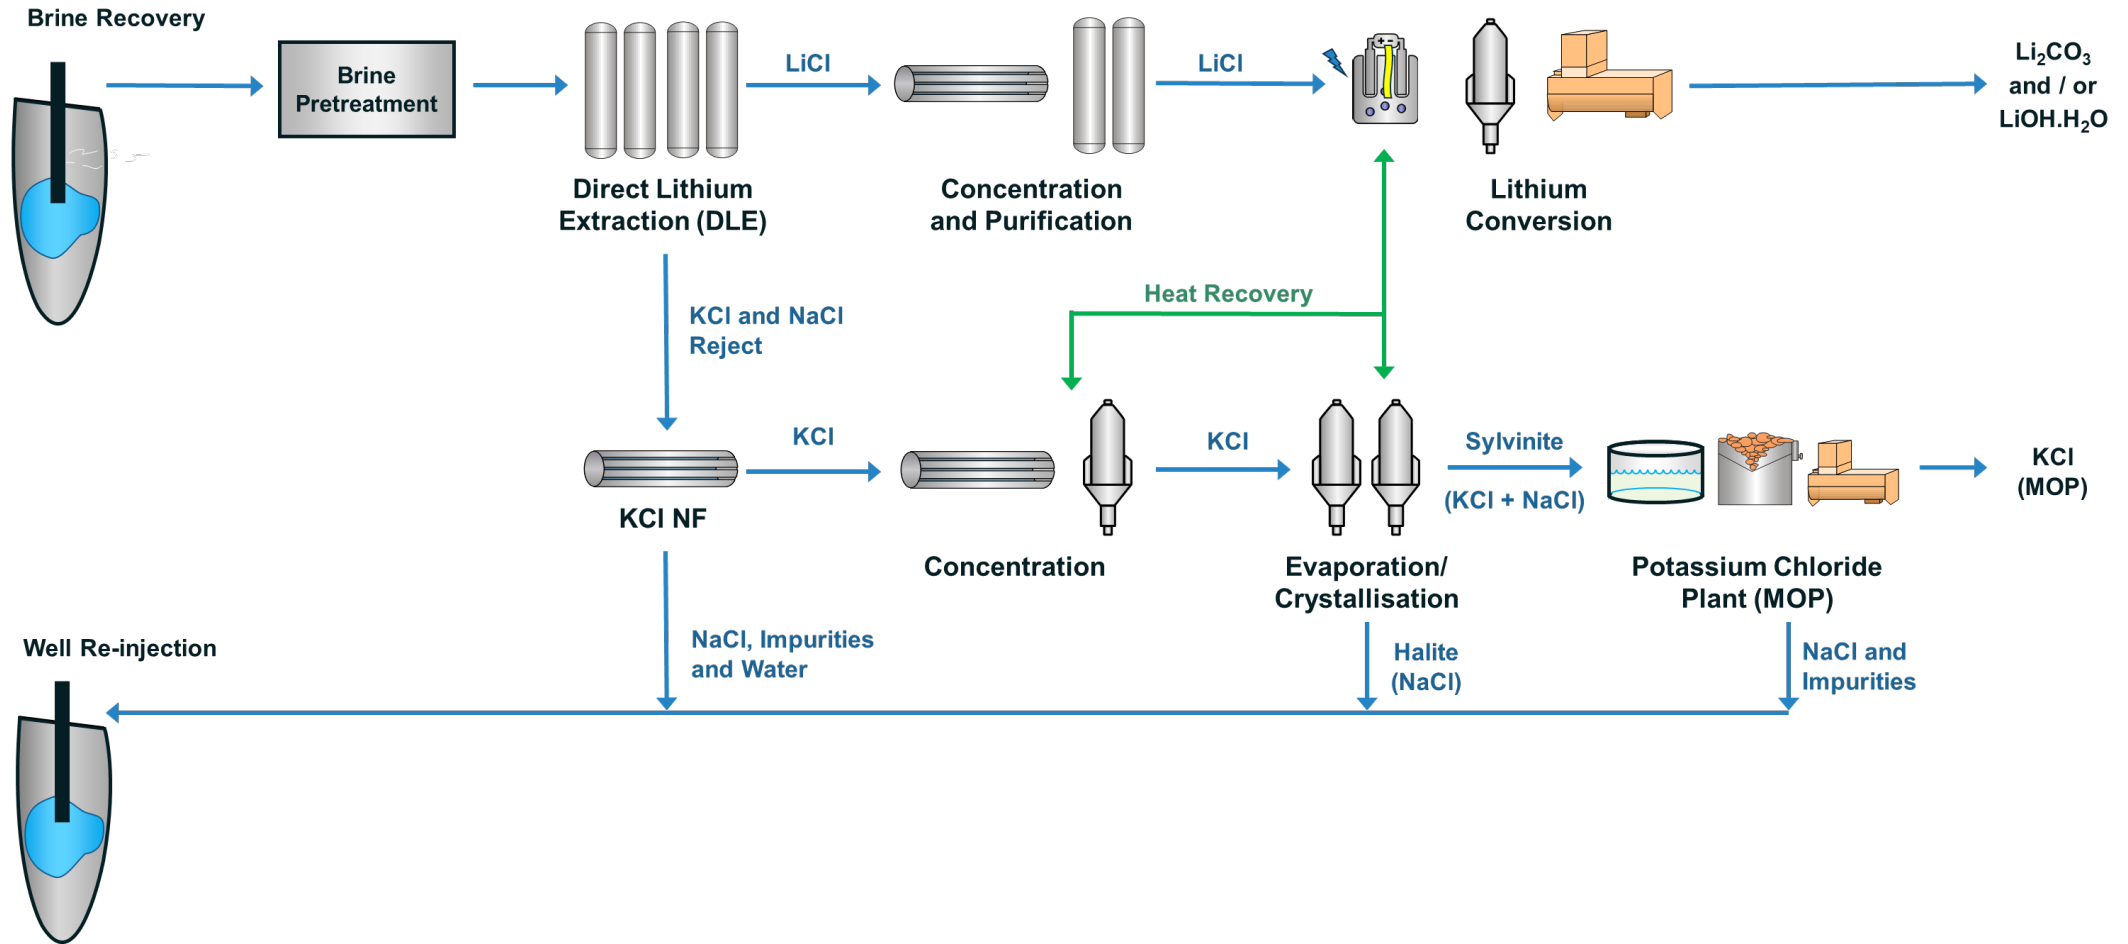 Brine Recovery
Brine
Pretreatment
LiCl
LiCl
+ −
Li₂CO₃
and / or
LiOH.H₂O
Direct Lithium
Extraction (DLE)
Concentration
and Purification
Lithium
Conversion
Heat Recovery
KCl and NaCl
Reject
KCl
KCl
Sylvinite
(KCl + NaCl)
KCl
(MOP)
KCl NF
Concentration
Evaporation/
Crystallisation
Potassium Chloride
Plant (MOP)
Well Re-injection
NaCl, Impurities
and Water
Halite
(NaCl)
NaCl and
Impurities